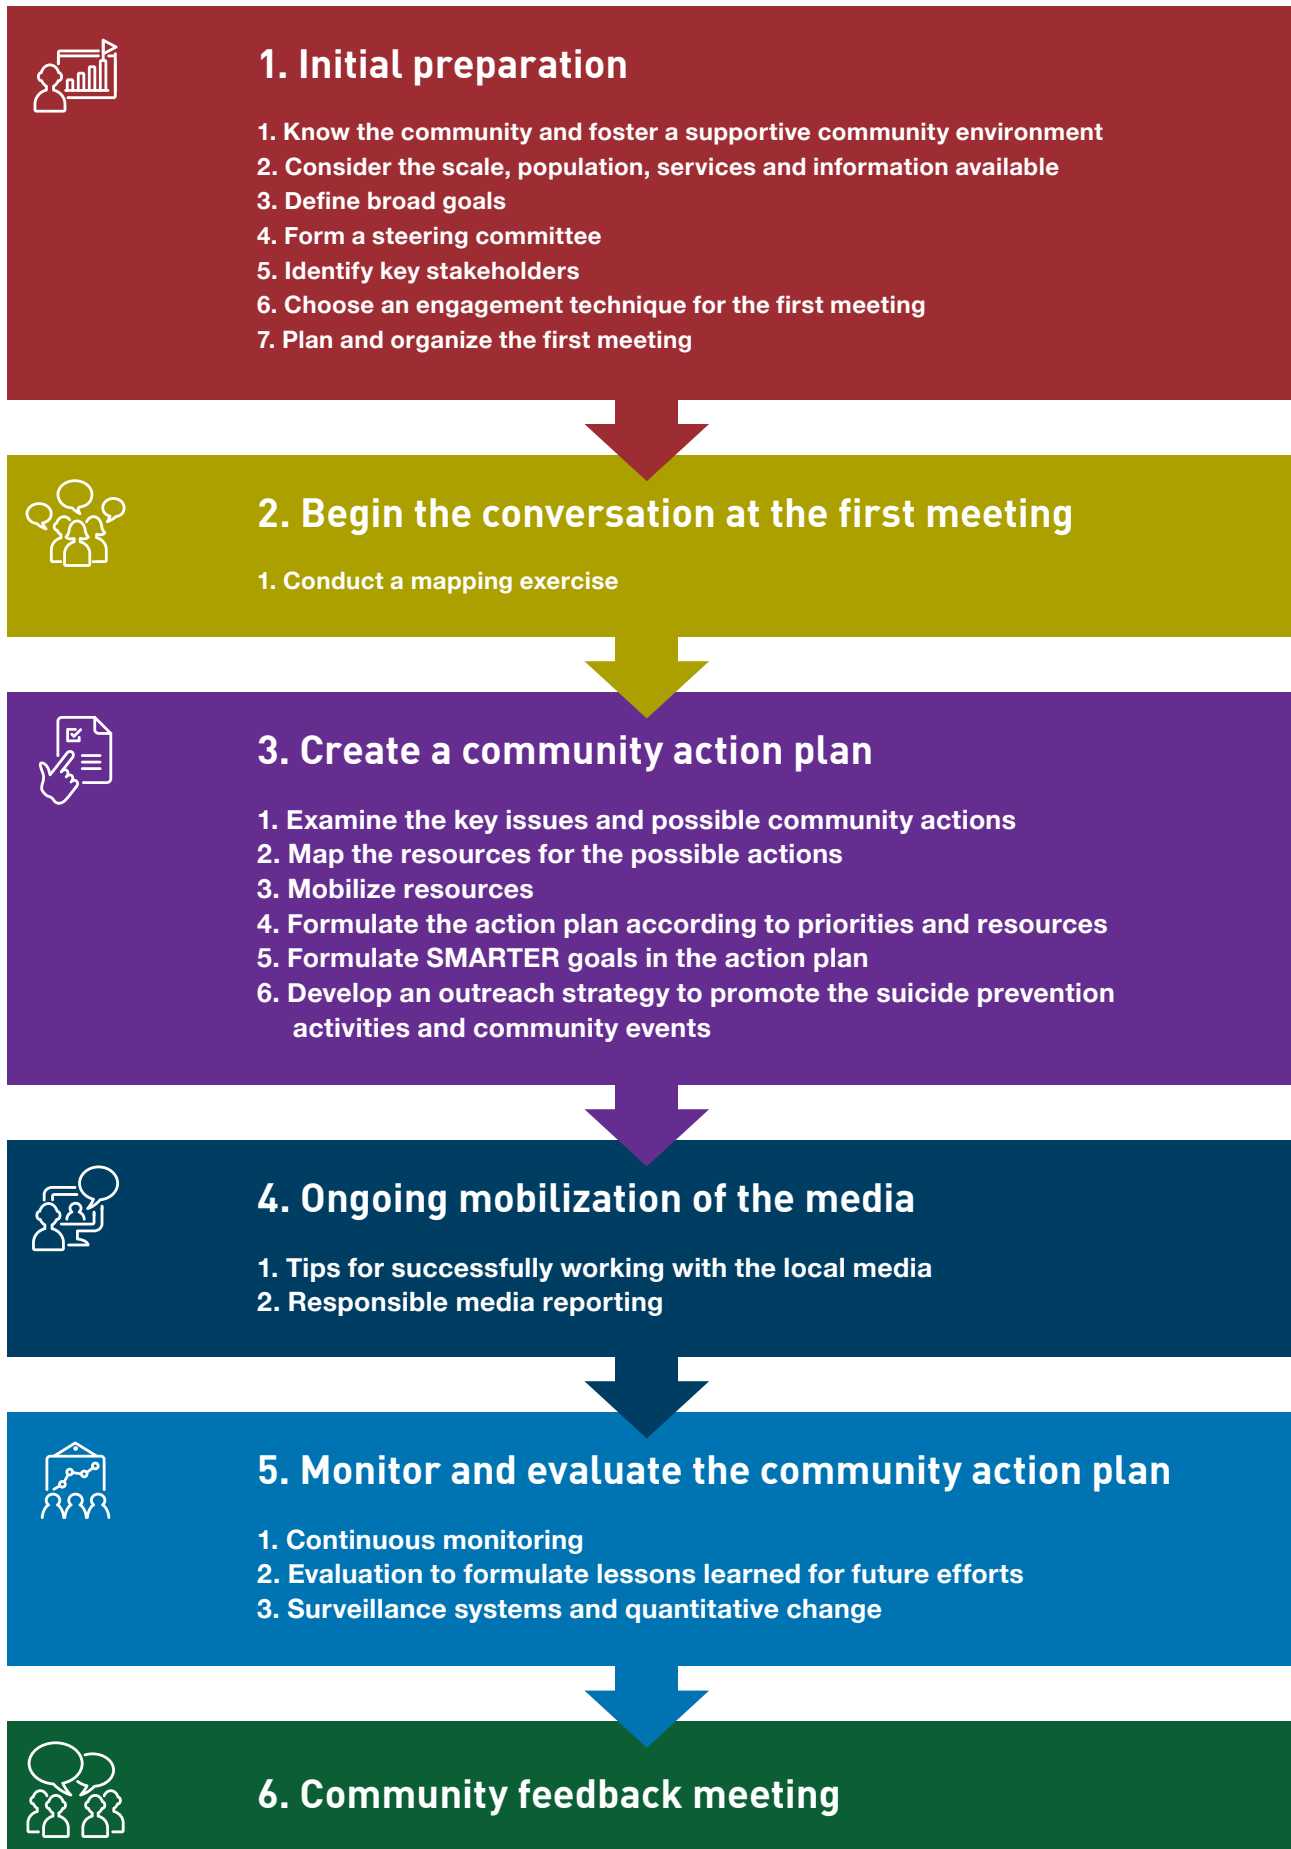 1. Initial preparation
1. Know the community and foster a supportive community environment
2. Consider the scale, population, services and information available
3. Define broad goals
4. Form a steering committee
5. Identify key stakeholders
6. Choose an engagement technique for the first meeting
7. Plan and organize the first meeting
2. Begin the conversation at the first meeting
1. Conduct a mapping exercise
3. Create a community action plan
1. Examine the key issues and possible community actions
2. Map the resources for the possible actions
3. Mobilize resources
4. Formulate the action plan according to priorities and resources
5. Formulate SMARTER goals in the action plan
6. Develop an outreach strategy to promote the suicide prevention
activities and community events
4. Ongoing mobilization of the media
1. Tips for successfully working with the local media
2. Responsible media reporting
5. Monitor and evaluate the community action plan
1. Continuous monitoring
2. Evaluation to formulate lessons learned for future efforts
3. Surveillance systems and quantitative change
6. Community feedback meeting